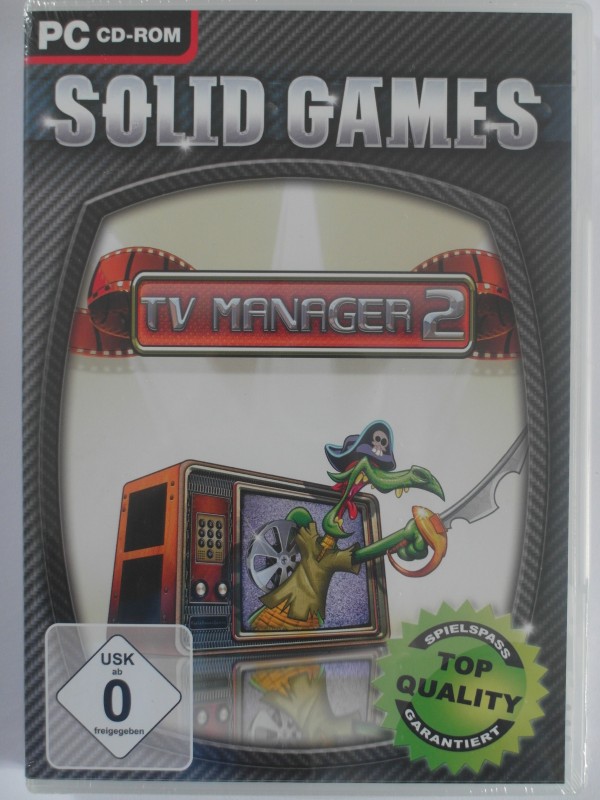 PC CD-ROM
SOLID GAMES
TV MANAGER 2
USK
ab
0
freigegeben
SPIELSPASS
TOP
QUALITY
GARANTIERT